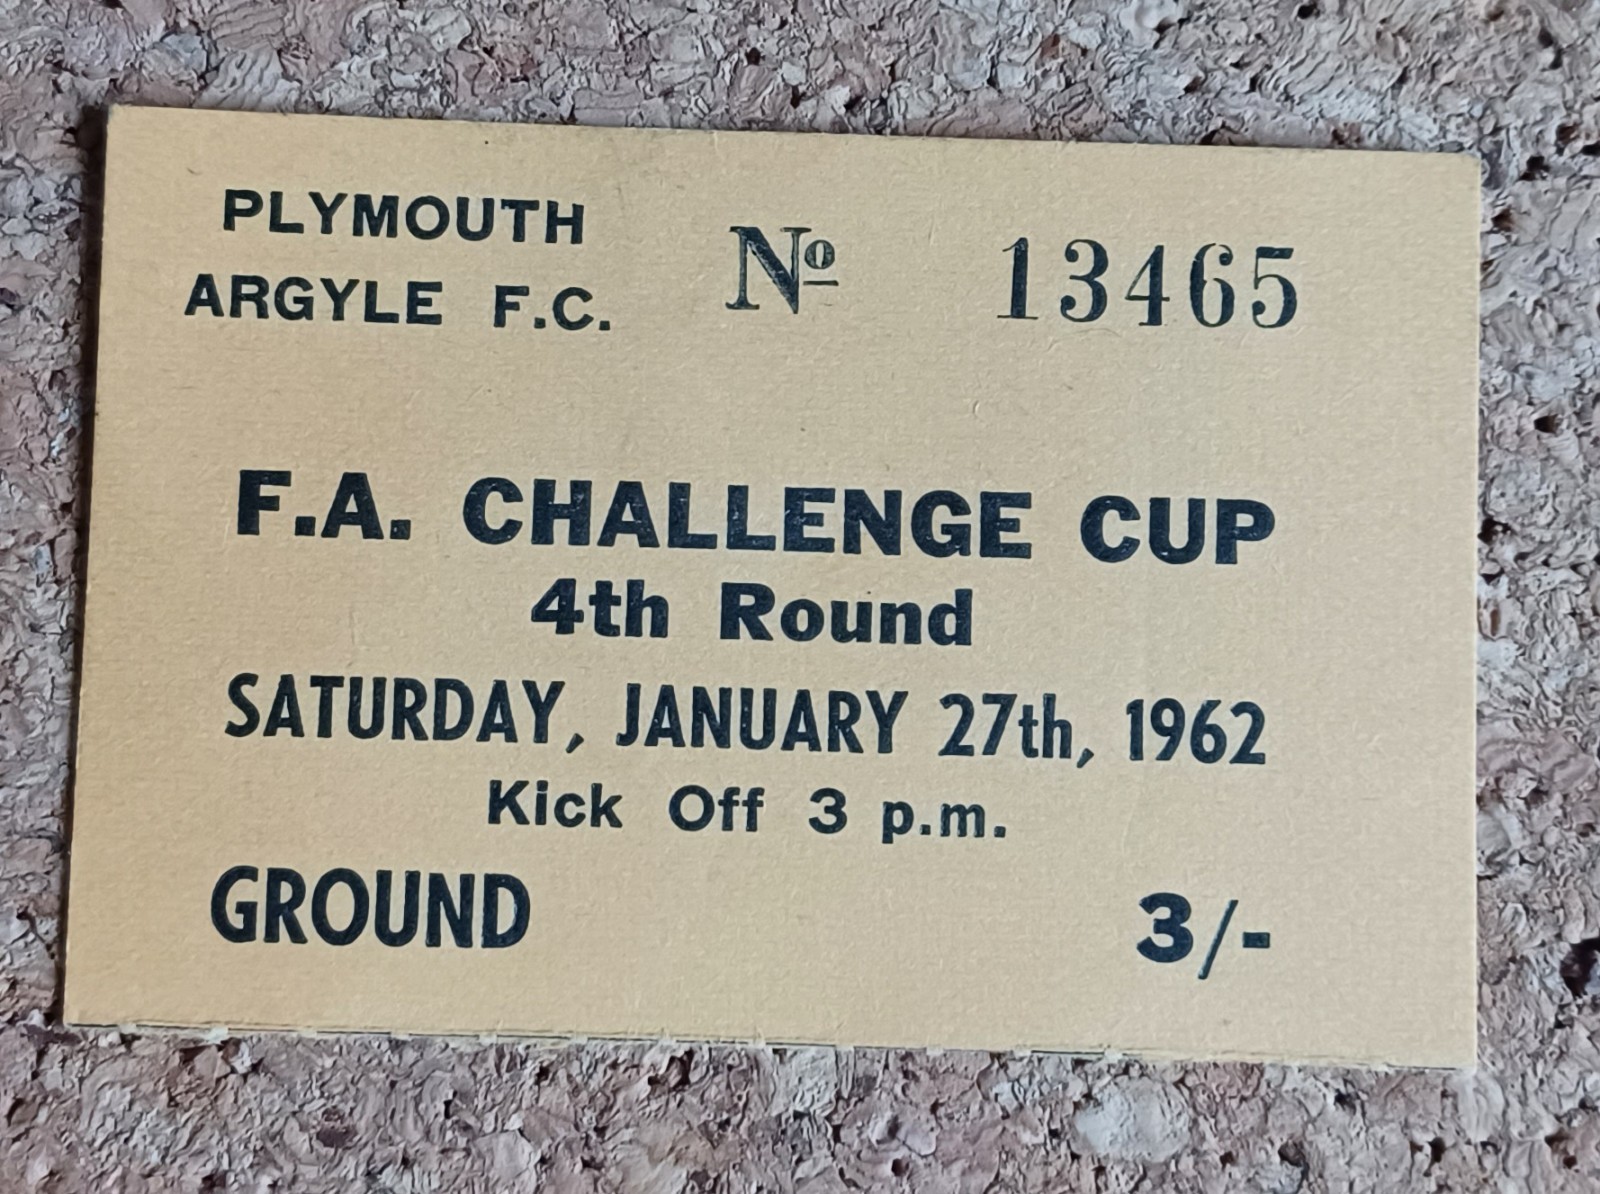 PLYMOUTH
ARGYLE F.C.
Nº 13465
F.A. CHALLENGE CUP
4th Round
SATURDAY, JANUARY 27th, 1962
Kick Off 3 p.m.
GROUND 3/-